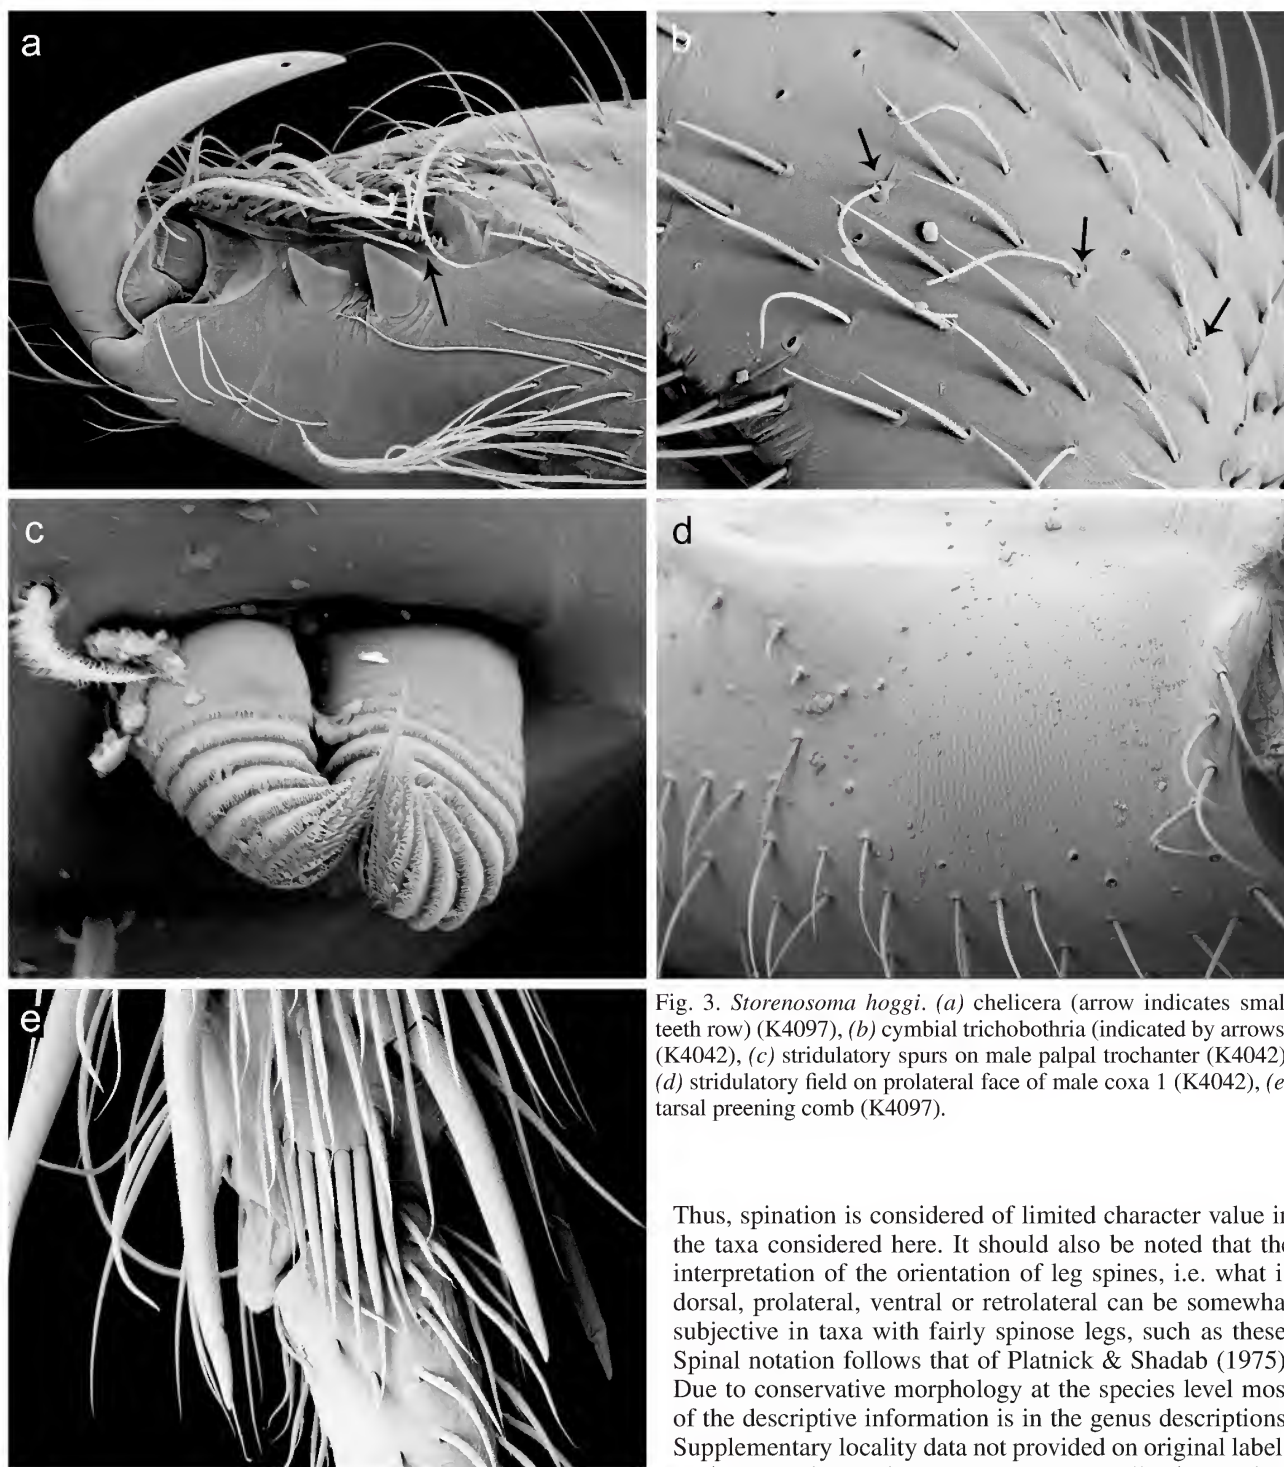 a
b
c
d
e
Fig. 3. Storenosoma hoggi. (a) chelicera (arrow indicates smal
teeth row) (K4097), (b) cymbial trichobothria (indicated by arrows
(K4042), (c) stridulatory spurs on male palpal trochanter (K4042)
(d) stridulatory field on prolateral face of male coxa 1 (K4042), (e
tarsal preening comb (K4097).
Thus, spination is considered of limited character value i
the taxa considered here. It should also be noted that th
interpretation of the orientation of leg spines, i.e. what i
dorsal, prolateral, ventral or retrolateral can be somewha
subjective in taxa with fairly spinose legs, such as these
Spinal notation follows that of Platnick & Shadab (1975)
Due to conservative morphology at the species level mos
of the descriptive information is in the genus descriptions
Supplementary locality data not provided on original label